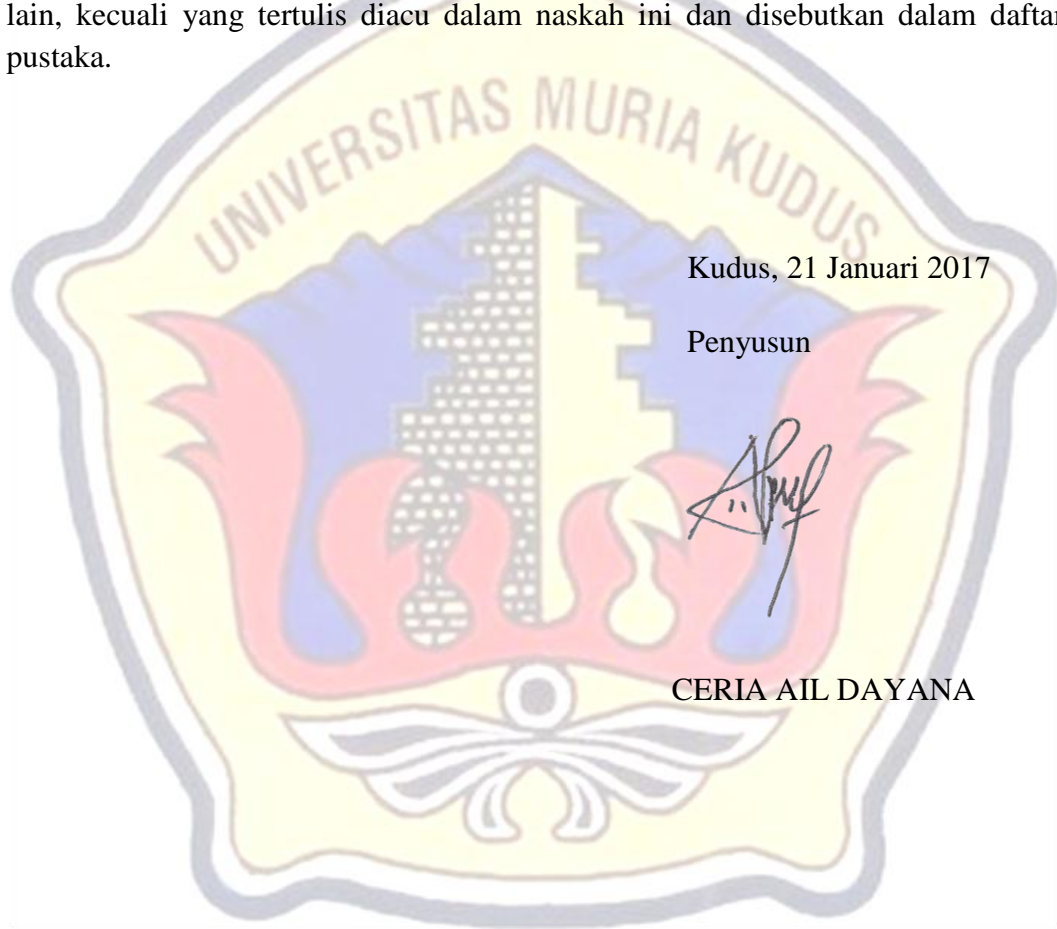 lain, kecuali yang tertulis diacu dalam naskah ini dan disebutkan dalam daftar
pustaka.
UNIVERSITAS MURIA KUDUS
Kudus, 21 Januari 2017
Penyusun
CERIA AIL DAYANA